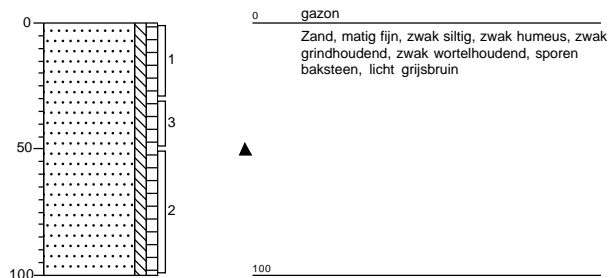 0
50
100
1
3
2
0 gazon
Zand, matig fijn, zwak siltig, zwak humeus, zwak
grindhoudend, zwak wortelhoudend, sporen
baksteen, licht grijsbruin
100